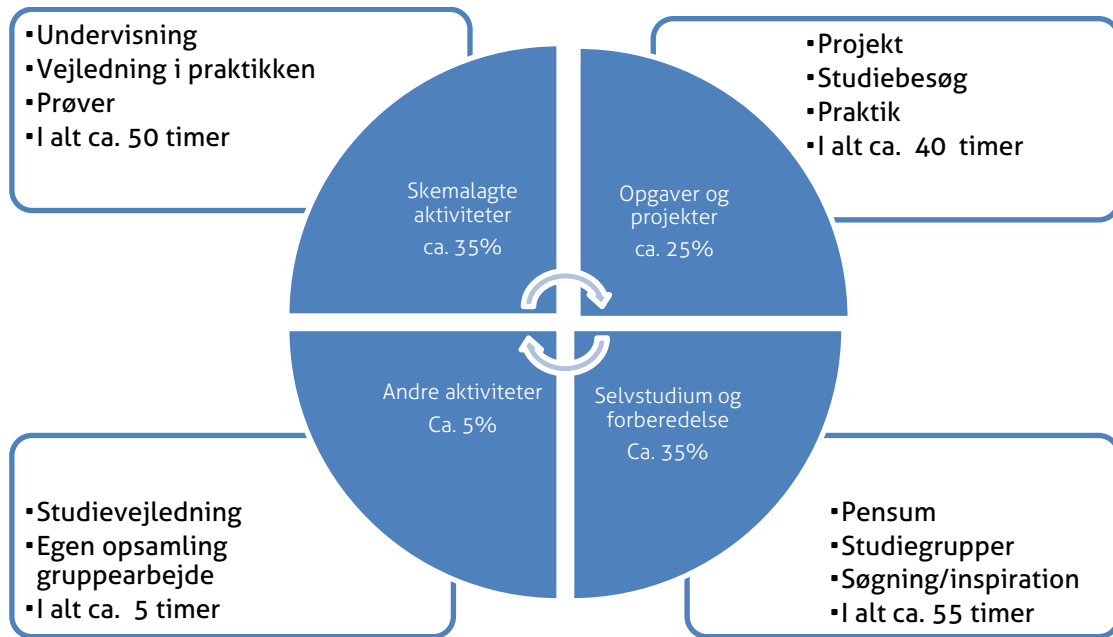 ▪Undervisning
▪Vejledning i praktikken
▪Prøver
▪I alt ca. 50 timer
▪Projekt
▪Studiebesøg
▪Praktik
▪I alt ca.  40  timer
Skemalagte
aktiviteter
ca. 35%
Opgaver og
projekter
ca. 25%
Andre aktiviteter
Ca. 5%
Selvstudium og
forberedelse
Ca. 35%
▪Studievejledning
▪Egen opsamling
gruppearbejde
▪I alt ca.  5 timer
▪Pensum
▪Studiegrupper
▪Søgning/inspiration
▪I alt ca. 55 timer